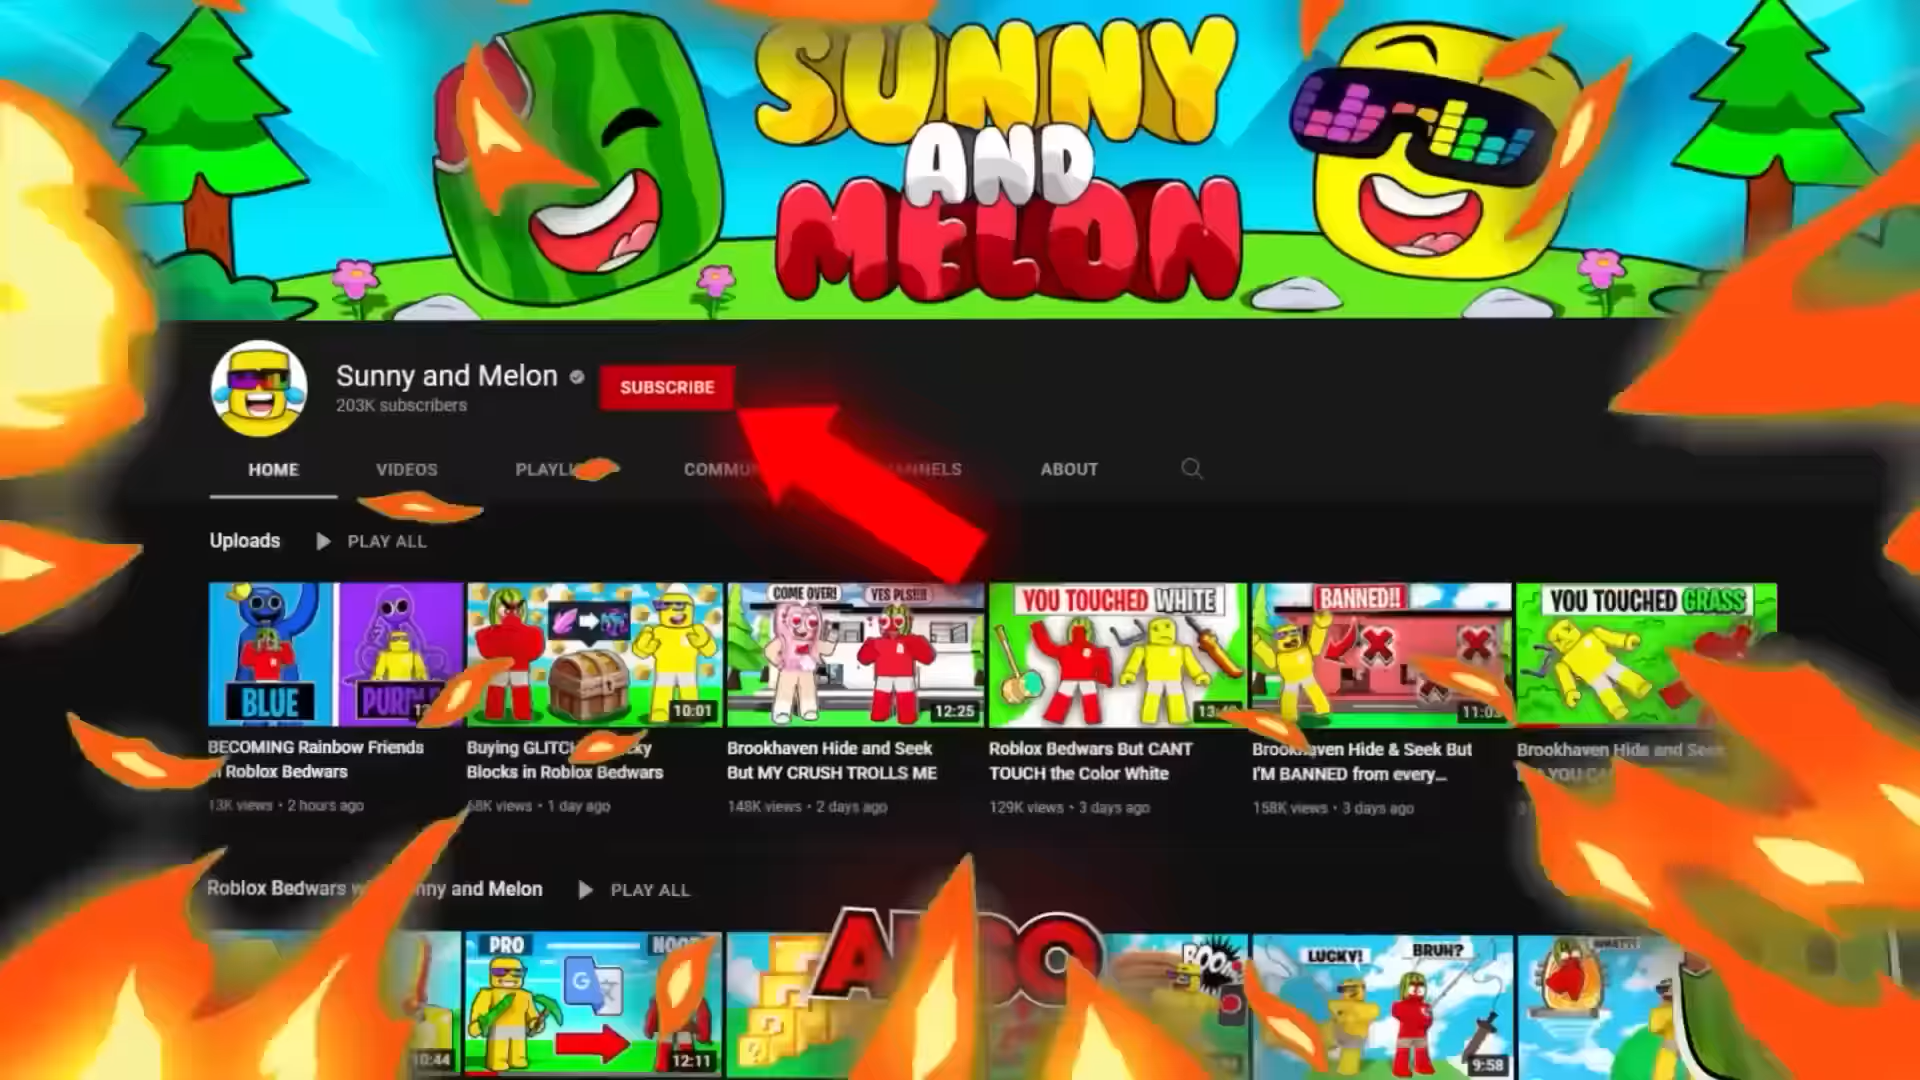 SUNNY
AND
MELON
Sunny and Melon
SUBSCRIBE
203K subscribers
HOME
VIDEOS
ABOUT
Uploads
PLAY ALL
BLUE
10:01
COME OVER!
YES PLS!!!!
12:25
YOU TOUCHED WHITE
BANNED!!
YOU TOUCHED GRASS
BECOMING Rainbow Friends
Roblox Bedwars
13K views • 2 hours ago
Buying
Blocks in Roblox Bedwars
68K views • 1 day ago
Brookhaven Hide and Seek
But MY CRUSH TROLLS ME
148K views • 2 days ago
Roblox Bedwars But CANT
TOUCH the Color White
129K views • 3 days ago
Brookhaven Hide & Seek But
I'M BANNED from every...
158K views • 3 days ago
Brookhaven Hide and Seek
Roblox Bedwars and Melon
PLAY ALL
PRO
G
12:11
LUCKY!
BRUH?
9:58